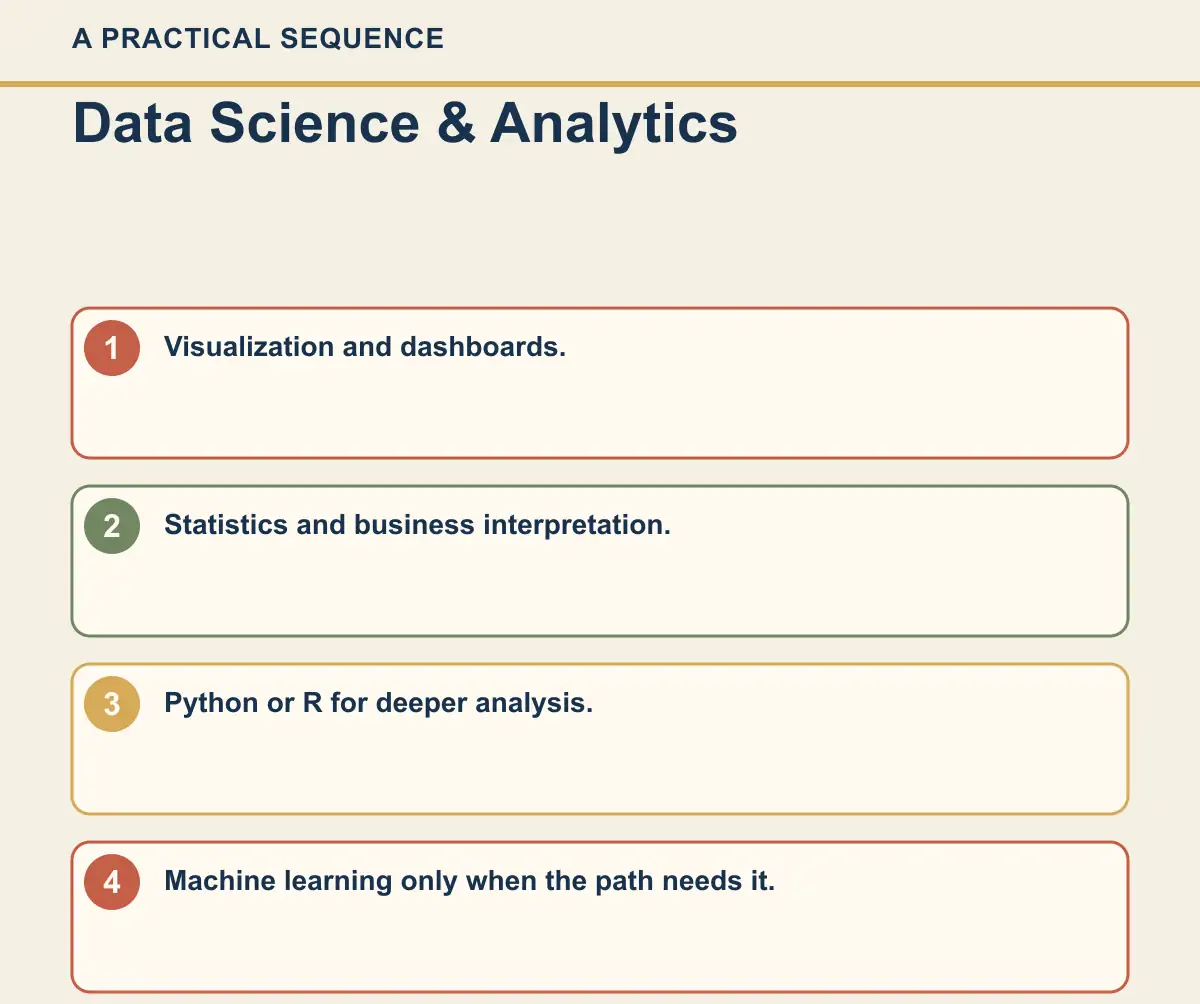 A PRACTICAL SEQUENCE
Data Science & Analytics
1 Visualization and dashboards.
2 Statistics and business interpretation.
3 Python or R for deeper analysis.
4 Machine learning only when the path needs it.